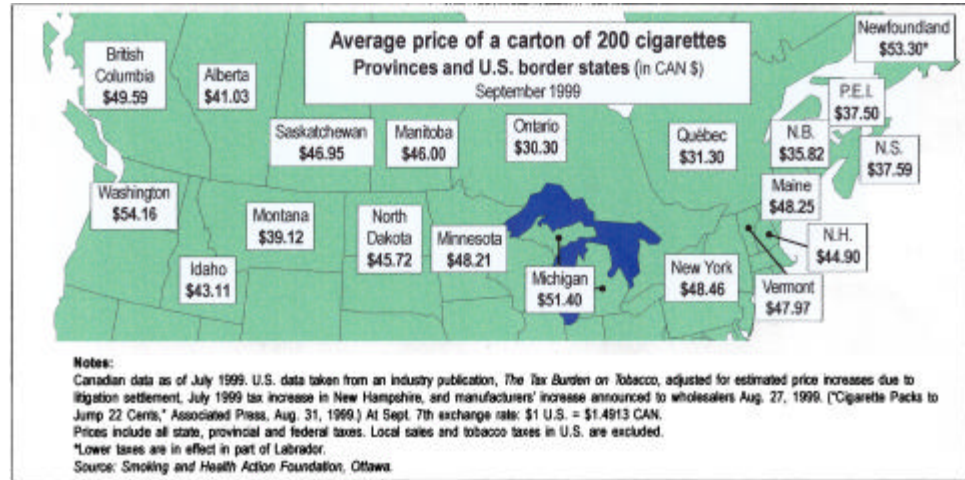 Average price of a carton of 200 cigarettes
Provinces and U.S. border states (in CAN $)
September 1999
Newfoundland
$53.30*
British
Columbia
$49.59
Alberta
$41.03
P.E.I.
$37.50
Saskatchewan
$46.95
Manitoba
$46.00
Ontario
$30.30
Québec
$31.30
N.B.
$35.82
N.S.
$37.59
Washington
$54.16
Montana
$39.12
North
Dakota
$45.72
Minnesota
$48.21
Maine
$48.25
N.H.
$44.90
Idaho
$43.11
Michigan
$51.40
New York
$48.46
Vermont
$47.97
Notes:
Canadian data as of July 1999. U.S. data taken from an industry publication, The Tax Burden on Tobacco, adjusted for estimated price increases due to
litigation settlement, July 1999 tax increase in New Hampshire, and manufacturers' increase announced to wholesalers Aug. 27, 1999. ("Cigarette Packs to
Jump 22 Cents," Associated Press, Aug. 31, 1999.) At Sept. 7th exchange rate: $1 U.S. = $1.4913 CAN.
Prices include all state, provincial and federal taxes. Local sales and tobacco taxes in U.S. are excluded.
*Lower taxes are in effect in part of Labrador.
Source: Smoking and Health Action Foundation, Ottawa.